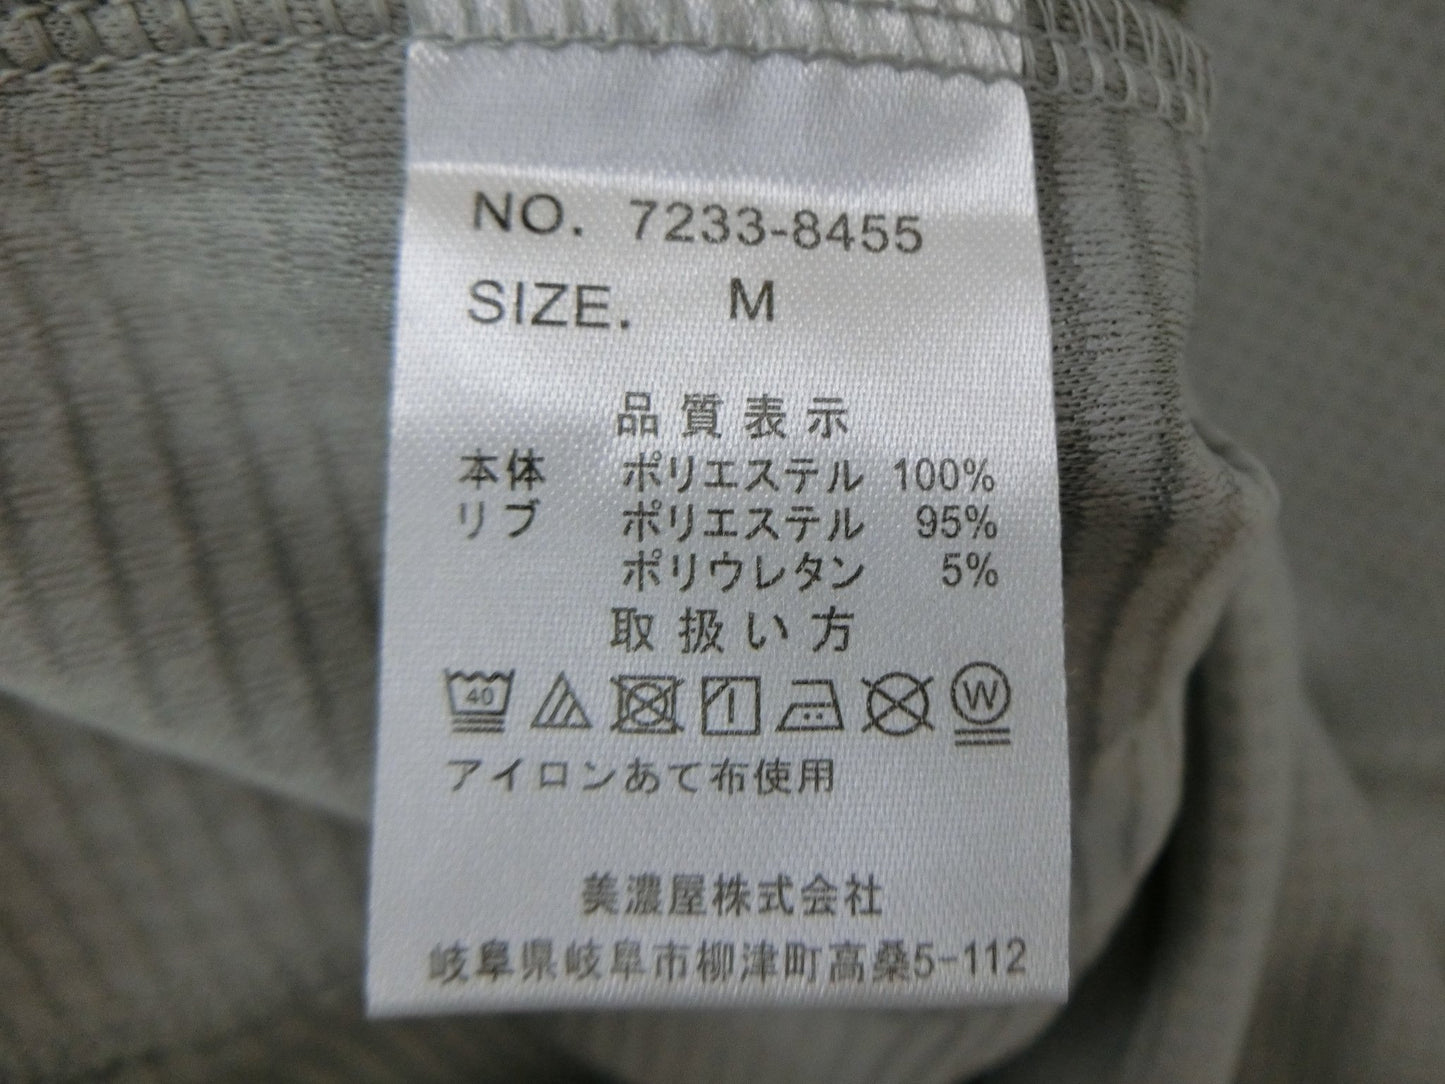 NO. 7233-8455
SIZE. M
品質表示
本体 ポリエステル 100%
リブ ポリエステル 95%
ポリウレタン 5%
取扱い方
40 W
アイロンあて布使用
美濃屋株式会社
岐阜県岐阜市柳津町高桑5-112